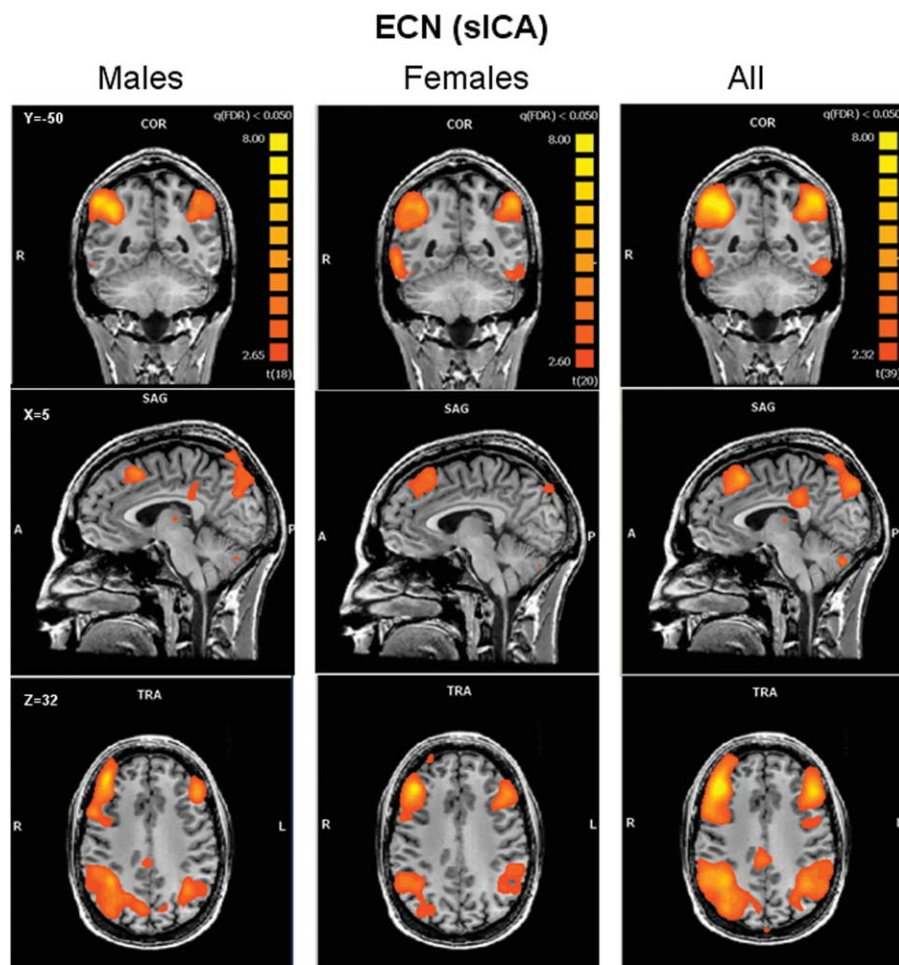 ECN (sICA)
Males Females All
Y=-50 COR q(FDR) < 0.050 COR q(FDR) < 0.050 COR q(FDR) < 0.050
8.00 8.00 8.00
R R R
2.65 2.60 2.32
t(18) t(20) t(39)
X=5 SAG SAG SAG
A P A P A P
Z=32 TRA TRA TRA
R L R R